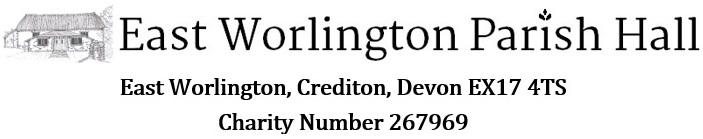 East Worlington Parish Hall
East Worlington, Crediton, Devon EX17 4TS
Charity Number 267969